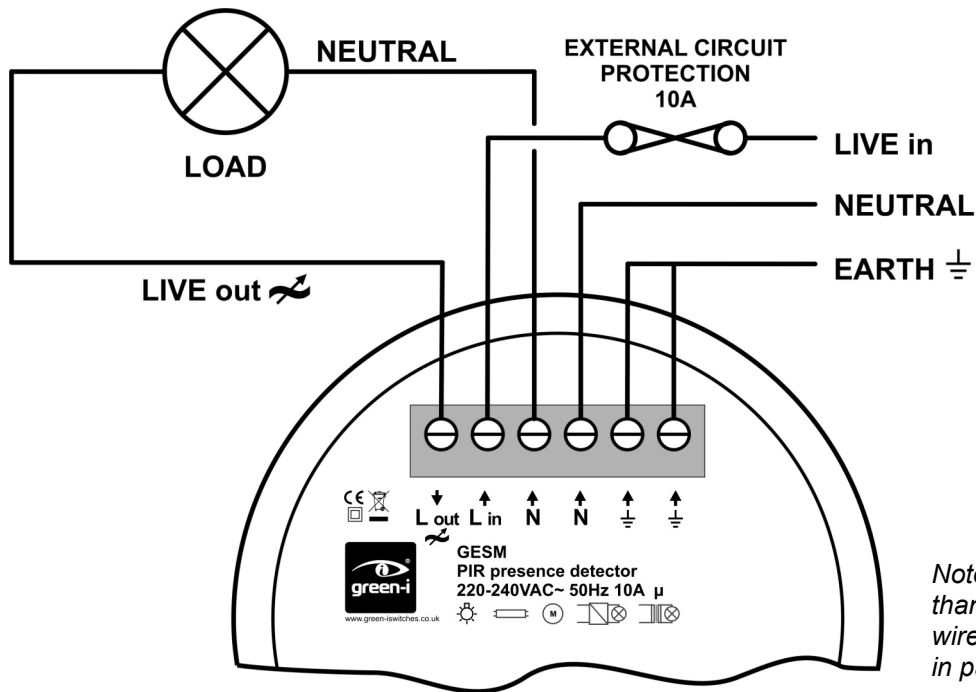 NEUTRAL
EXTERNAL CIRCUIT
PROTECTION
10A
LOAD
LIVE in
NEUTRAL
EARTH
LIVE out
CE
L out L in N N
green-i
www.green-iswitches.co.uk
GESM
PIR presence detector
220-240VAC~ 50Hz 10A µ
M
Note
than
wire
in p